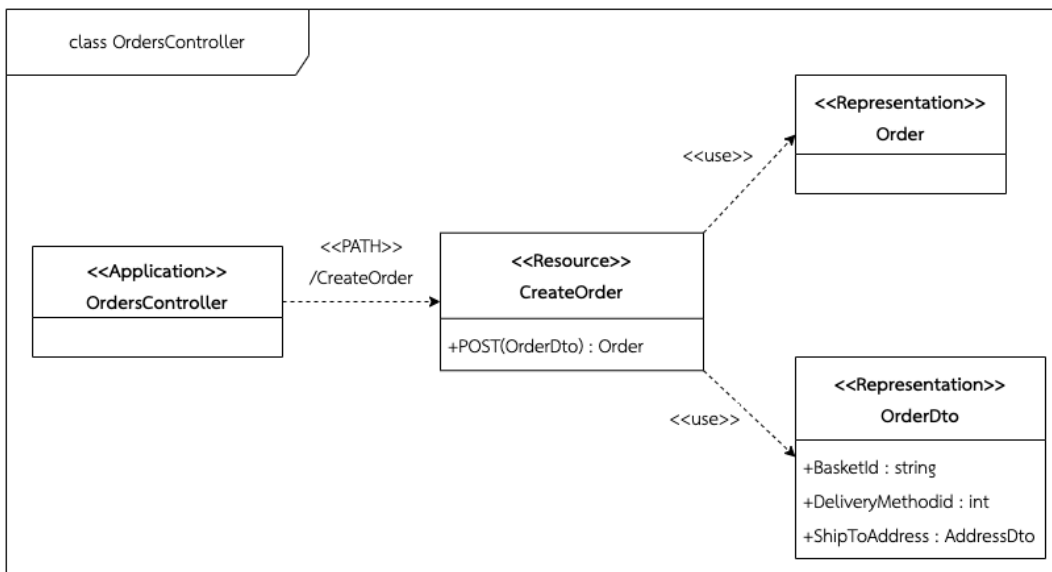 class OrdersController
<<Representation>>
Order
<<use>>
<<Application>>
OrdersController
<<PATH>>
/CreateOrder
<<Resource>>
CreateOrder
+POST(OrderDto) : Order
<<use>>
<<Representation>>
OrderDto
+BasketId : string
+DeliveryMethodid : int
+ShipToAddress : AddressDto